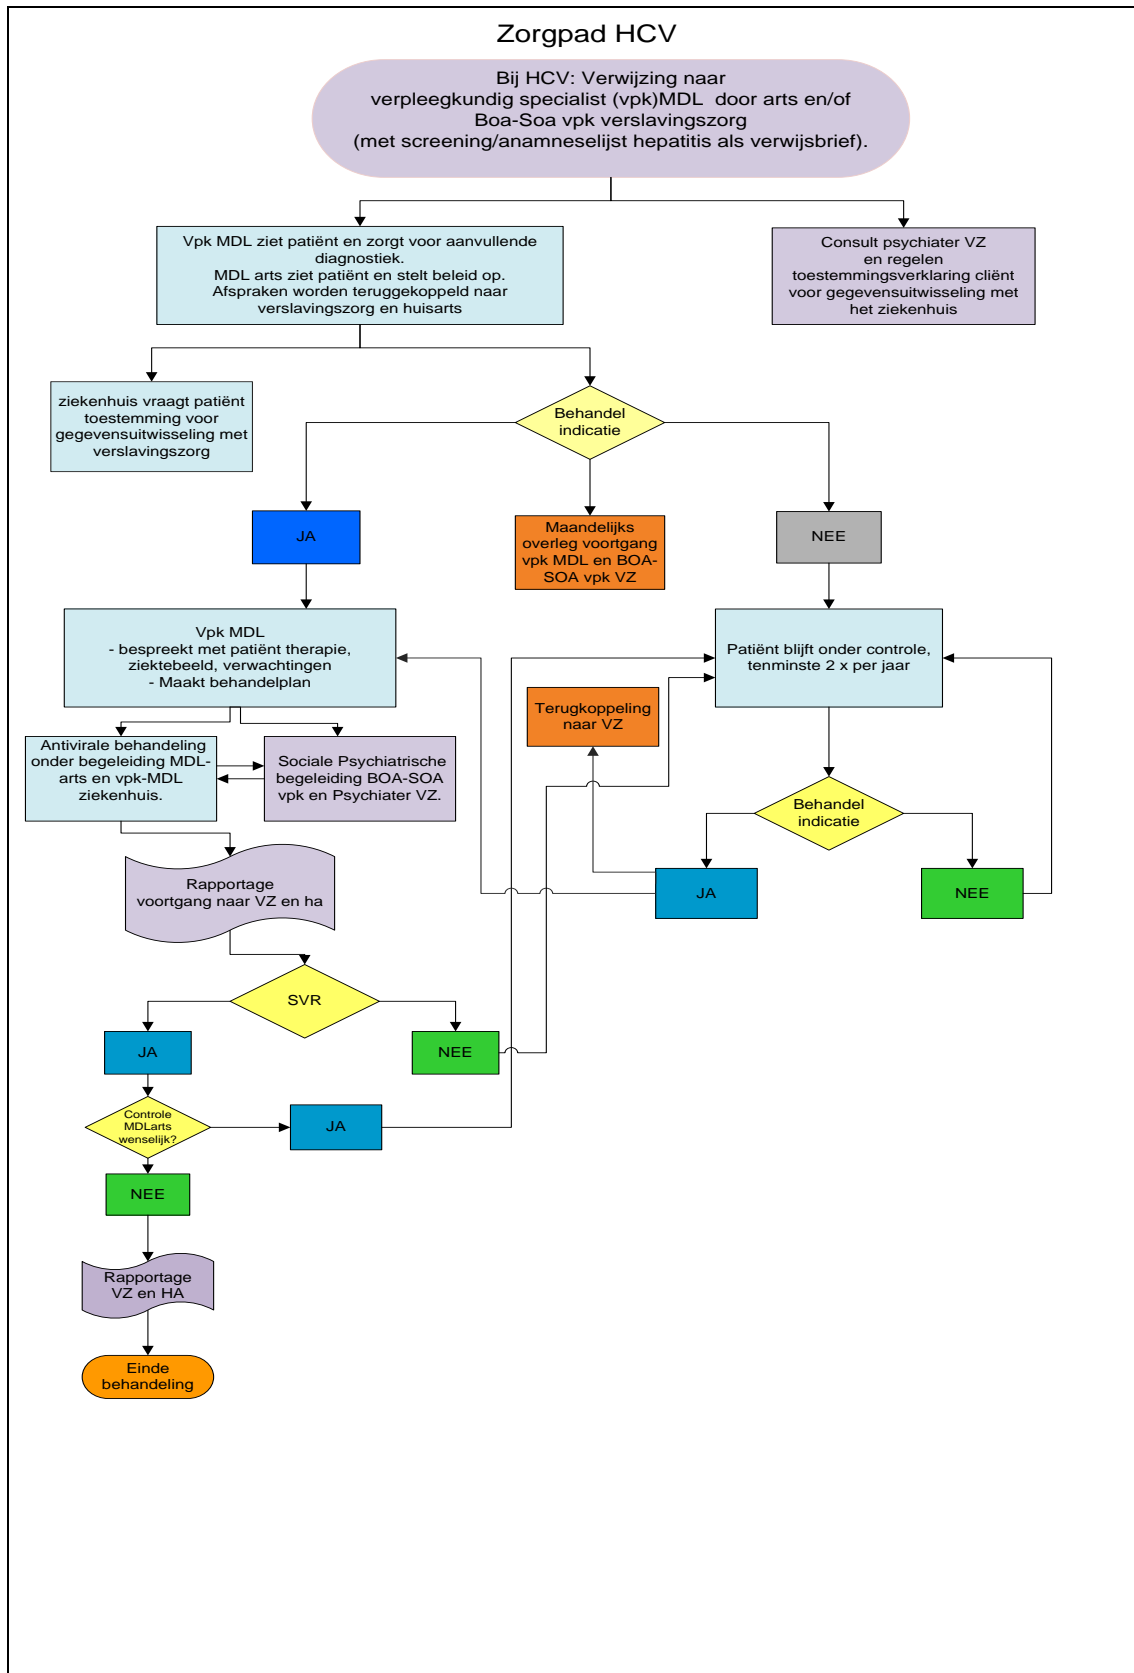 Zorgpad HCV
Bij HCV: Verwijzing naar
verpleegkundig specialist (vpk)MDL door arts en/of
Boa-Soa vpk verslavingszorg
(met screening/anamneselijst hepatitis als verwijsbrief).
Vpk MDL ziet patiënt en zorgt voor aanvullende
diagnostiek.
MDL arts ziet patiënt en stelt beleid op.
Afspraken worden teruggekoppeld naar
verslavingszorg en huisarts
Consult psychiater VZ
en regelen
toestemmingsverklaring cliënt
voor gegevensuitwisseling met
het ziekenhuis
ziekenhuis vraagt patiënt
toestemming voor
gegevensuitwisseling met
verslavingszorg
Behandel
indicatie
JA
Maandelijks
overleg voortgang
vpk MDL en BOA-
SOA vpk VZ
NEE
Vpk MDL
- bespreekt met patiënt therapie,
ziektebeeld, verwachtingen
- Maakt behandelplan
Patiënt blijft onder controle,
tenminste 2 x per jaar
Terugkoppeling
naar VZ
Antivirale behandeling
onder begeleiding MDL-
arts en vpk-MDL
ziekenhuis.
Sociale Psychiatrische
begeleiding BOA-SOA
vpk en Psychiater VZ.
Behandel
indicatie
JA
NEE
Rapportage
voortgang naar VZ en ha
SVR
JA
NEE
Controle
MDLarts
wenselijk?
JA
NEE
Rapportage
VZ en HA
Einde
behandeling